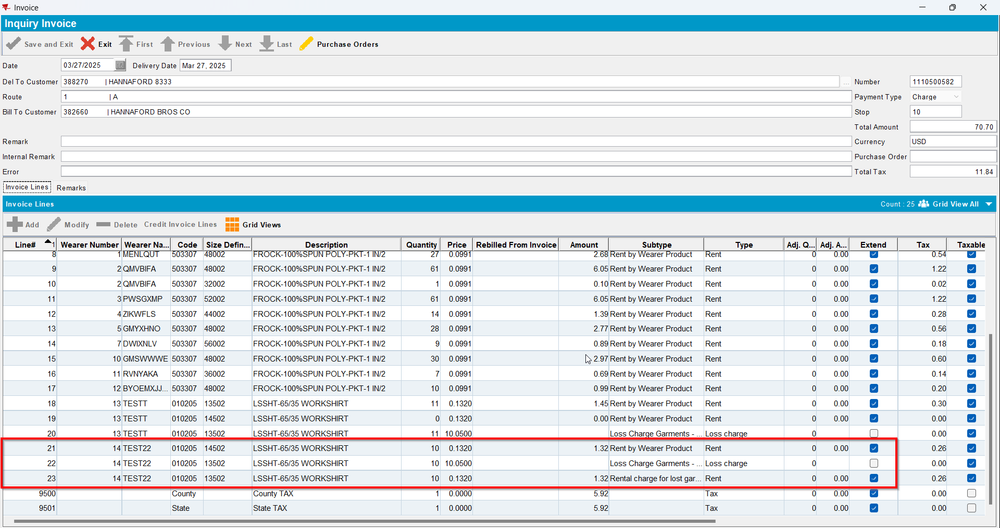 Invoice
Inquiry Invoice
Save and Exit Exit First Previous Next Last Purchase Orders
Date 03/27/2025 Delivery Date Mar 27, 2025
Del To Customer 388270 | HANNAFORD 8333 ... Number 1110500582
Route 1 | A Payment Type Charge
Bill To Customer 382660 | HANNAFORD BROS CO Stop 10
Total Amount 70.70
Remark Currency USD
Internal Remark Purchase Order
Error Total Tax 11.84
Invoice Lines Remarks
Invoice Lines Count : 25 Grid View All
Add Modify Delete Credit Invoice Lines Grid Views
Line# 1 Wearer Number Wearer Na... Code Size Defin... Description Quantity Price Rebilled From Invoice Amount Subtype Type Adj. Q... Adj. A... Extend Tax Taxable
8 1 MENLQUT 503307 48002 FROCK-100%SPUN POLY-PKT-1 IN/2 27 0.0991 2.68 Rent by Wearer Product Rent 0 0.00 0.54
9 2 QMVBIFA 503307 48002 FROCK-100%SPUN POLY-PKT-1 IN/2 61 0.0991 6.05 Rent by Wearer Product Rent 0 0.00 1.22
10 2 QMVBIFA 503307 32002 FROCK-100%SPUN POLY-PKT-1 IN/2 1 0.0991 0.10 Rent by Wearer Product Rent 0 0.00 0.02
11 3 PWSGXMP 503307 52002 FROCK-100%SPUN POLY-PKT-1 IN/2 61 0.0991 6.05 Rent by Wearer Product Rent 0 0.00 1.22
12 4 ZIKWFLS 503307 44002 FROCK-100%SPUN POLY-PKT-1 IN/2 14 0.0991 1.39 Rent by Wearer Product Rent 0 0.00 0.28
13 5 GMYXHNO 503307 48002 FROCK-100%SPUN POLY-PKT-1 IN/2 28 0.0991 2.77 Rent by Wearer Product Rent 0 0.00 0.56
14 7 DWIXNLV 503307 56002 FROCK-100%SPUN POLY-PKT-1 IN/2 9 0.0991 0.89 Rent by Wearer Product Rent 0 0.00 0.18
15 10 GMSWWWE 503307 48002 FROCK-100%SPUN POLY-PKT-1 IN/2 30 0.0991 2.97 Rent by Wearer Product Rent 0 0.00 0.60
16 11 RVNYAKA 503307 36002 FROCK-100%SPUN POLY-PKT-1 IN/2 7 0.0991 0.69 Rent by Wearer Product Rent 0 0.00 0.14
17 12 BYOEMXJJ... 503307 48002 FROCK-100%SPUN POLY-PKT-1 IN/2 10 0.0991 0.99 Rent by Wearer Product Rent 0 0.00 0.20
18 13 TESTT 010205 13502 LSSHT-65/35 WORKSHIRT 11 0.1320 1.45 Rent by Wearer Product Rent 0 0.00 0.30
19 13 TESTT 010205 14502 LSSHT-65/35 WORKSHIRT 0 0.1320 0.00 Rent by Wearer Product Rent 0 0.00 0.00
20 13 TESTT 010205 13502 LSSHT-65/35 WORKSHIRT 11 10.0500 Loss Charge Garments - ... Loss charge 0 0.00
21 14 TEST22 010205 14502 LSSHT-65/35 WORKSHIRT 10 0.1320 1.32 Rent by Wearer Product Rent 0 0.00 0.26
22 14 TEST22 010205 13502 LSSHT-65/35 WORKSHIRT 10 10.0500 Loss Charge Garments - ... Loss charge 0 0.00
23 14 TEST22 010205 13502 LSSHT-65/35 WORKSHIRT 10 0.1320 1.32 Rental charge for lost gar... Rent 0 0.00 0.26
9500 County County TAX 1 0.0000 5.92 Tax 0 0.00 0.00
9501 State State TAX 1 0.0000 5.92 Tax 0 0.00 0.00